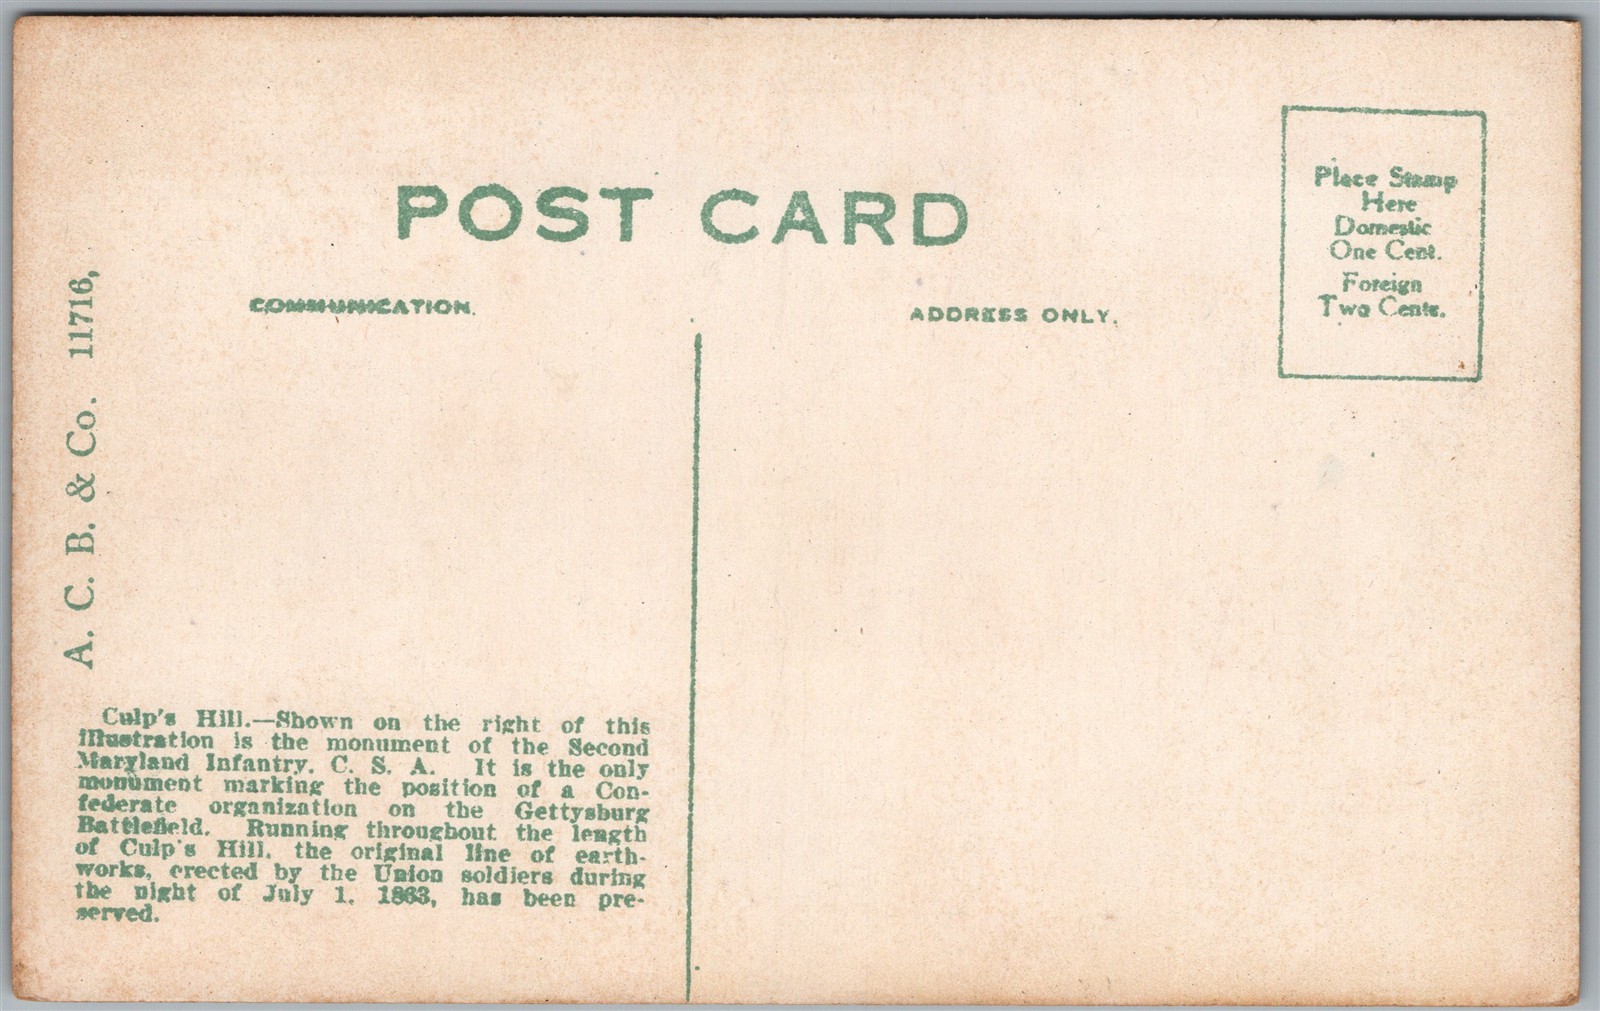 POST CARD
Place Stamp
Here
Domestic
One Cent.
Foreign
Two Cents.
COMMUNICATION.
ADDRESS ONLY.
A. C. B. & Co. 11716,
Culp's Hill.—Shown on the right of this
illustration is the monument of the Second
Maryland Infantry. C. S. A. It is the only
monument marking the position of a Con-
federate organization on the Gettysburg
Battlefield. Running throughout the length
of Culp's Hill, the original line of earth-
works, erected by the Union soldiers during
the night of July 1, 1863, has been pre-
served.